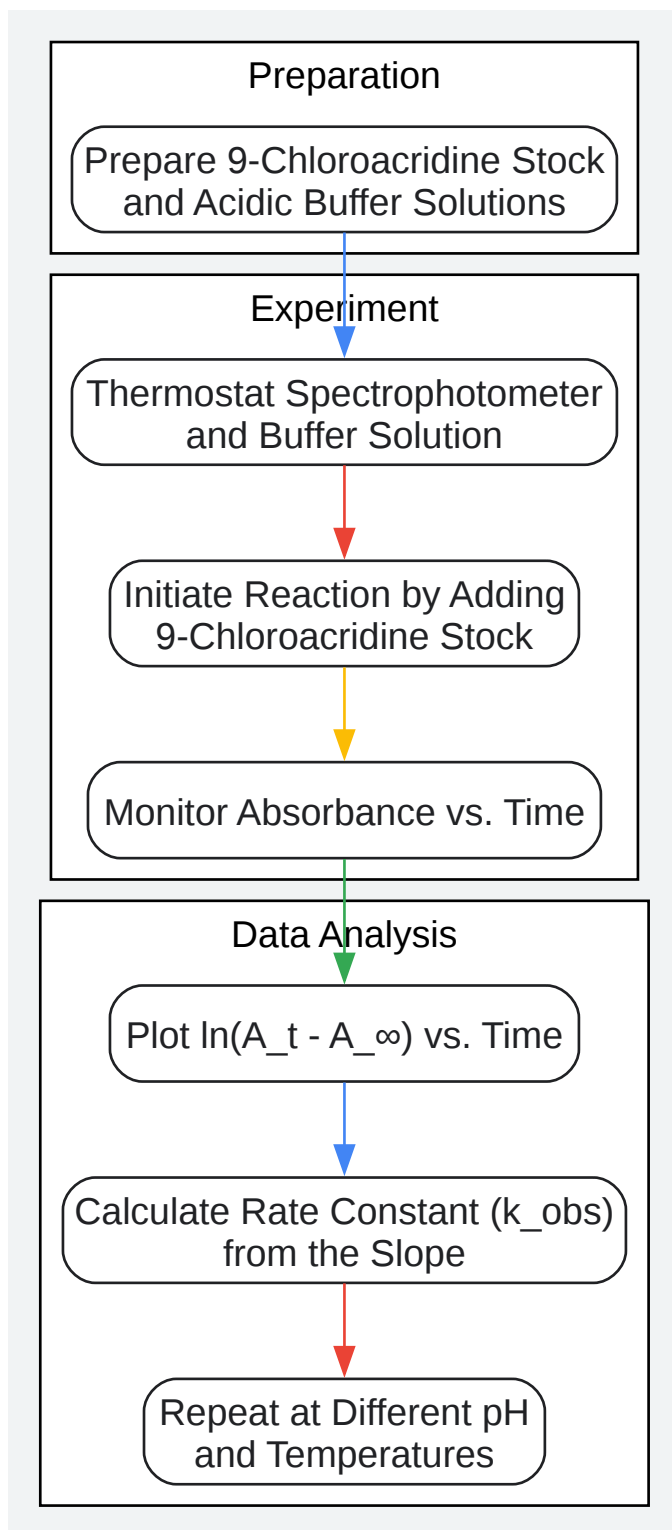 Preparation
Prepare 9-Chloroacridine Stock
and Acidic Buffer Solutions
Experiment
Thermostat Spectrophotometer
and Buffer Solution
Initiate Reaction by Adding
9-Chloroacridine Stock
Monitor Absorbance vs. Time
Data Analysis
Plot ln(A_t - A_∞) vs. Time
Calculate Rate Constant (k_obs)
from the Slope
Repeat at Different pH
and Temperatures